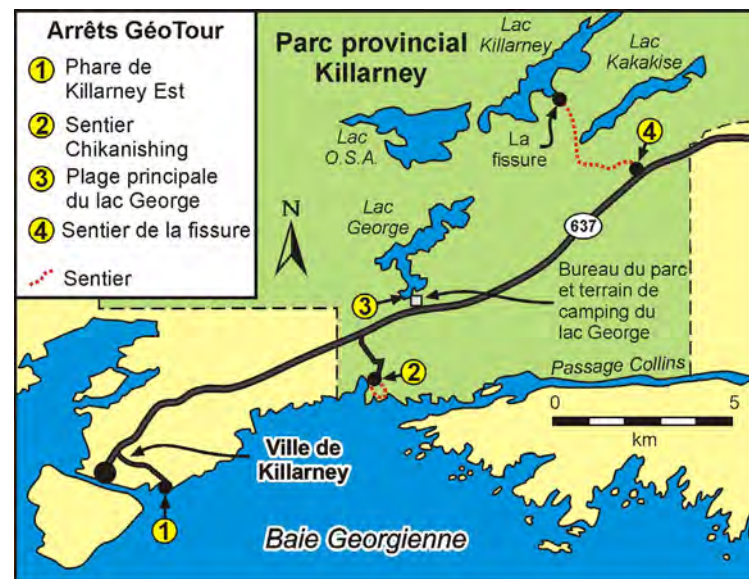 Arrêts GéoTour
1 Phare de
Killarney Est
2 Sentier
Chikanishing
3 Plage principale
du lac George
4 Sentier de la fissure
Sentier
Parc provincial
Killarney
Lac
Killarney
Lac
Kakakise
Lac
O.S.A.
La
fissure
4
N
Lac
George
637
3
Bureau du parc
et terrain de
camping du
lac George
2
Passage Collins
0 5
km
Ville de
Killarney
1
Baie Georgienne